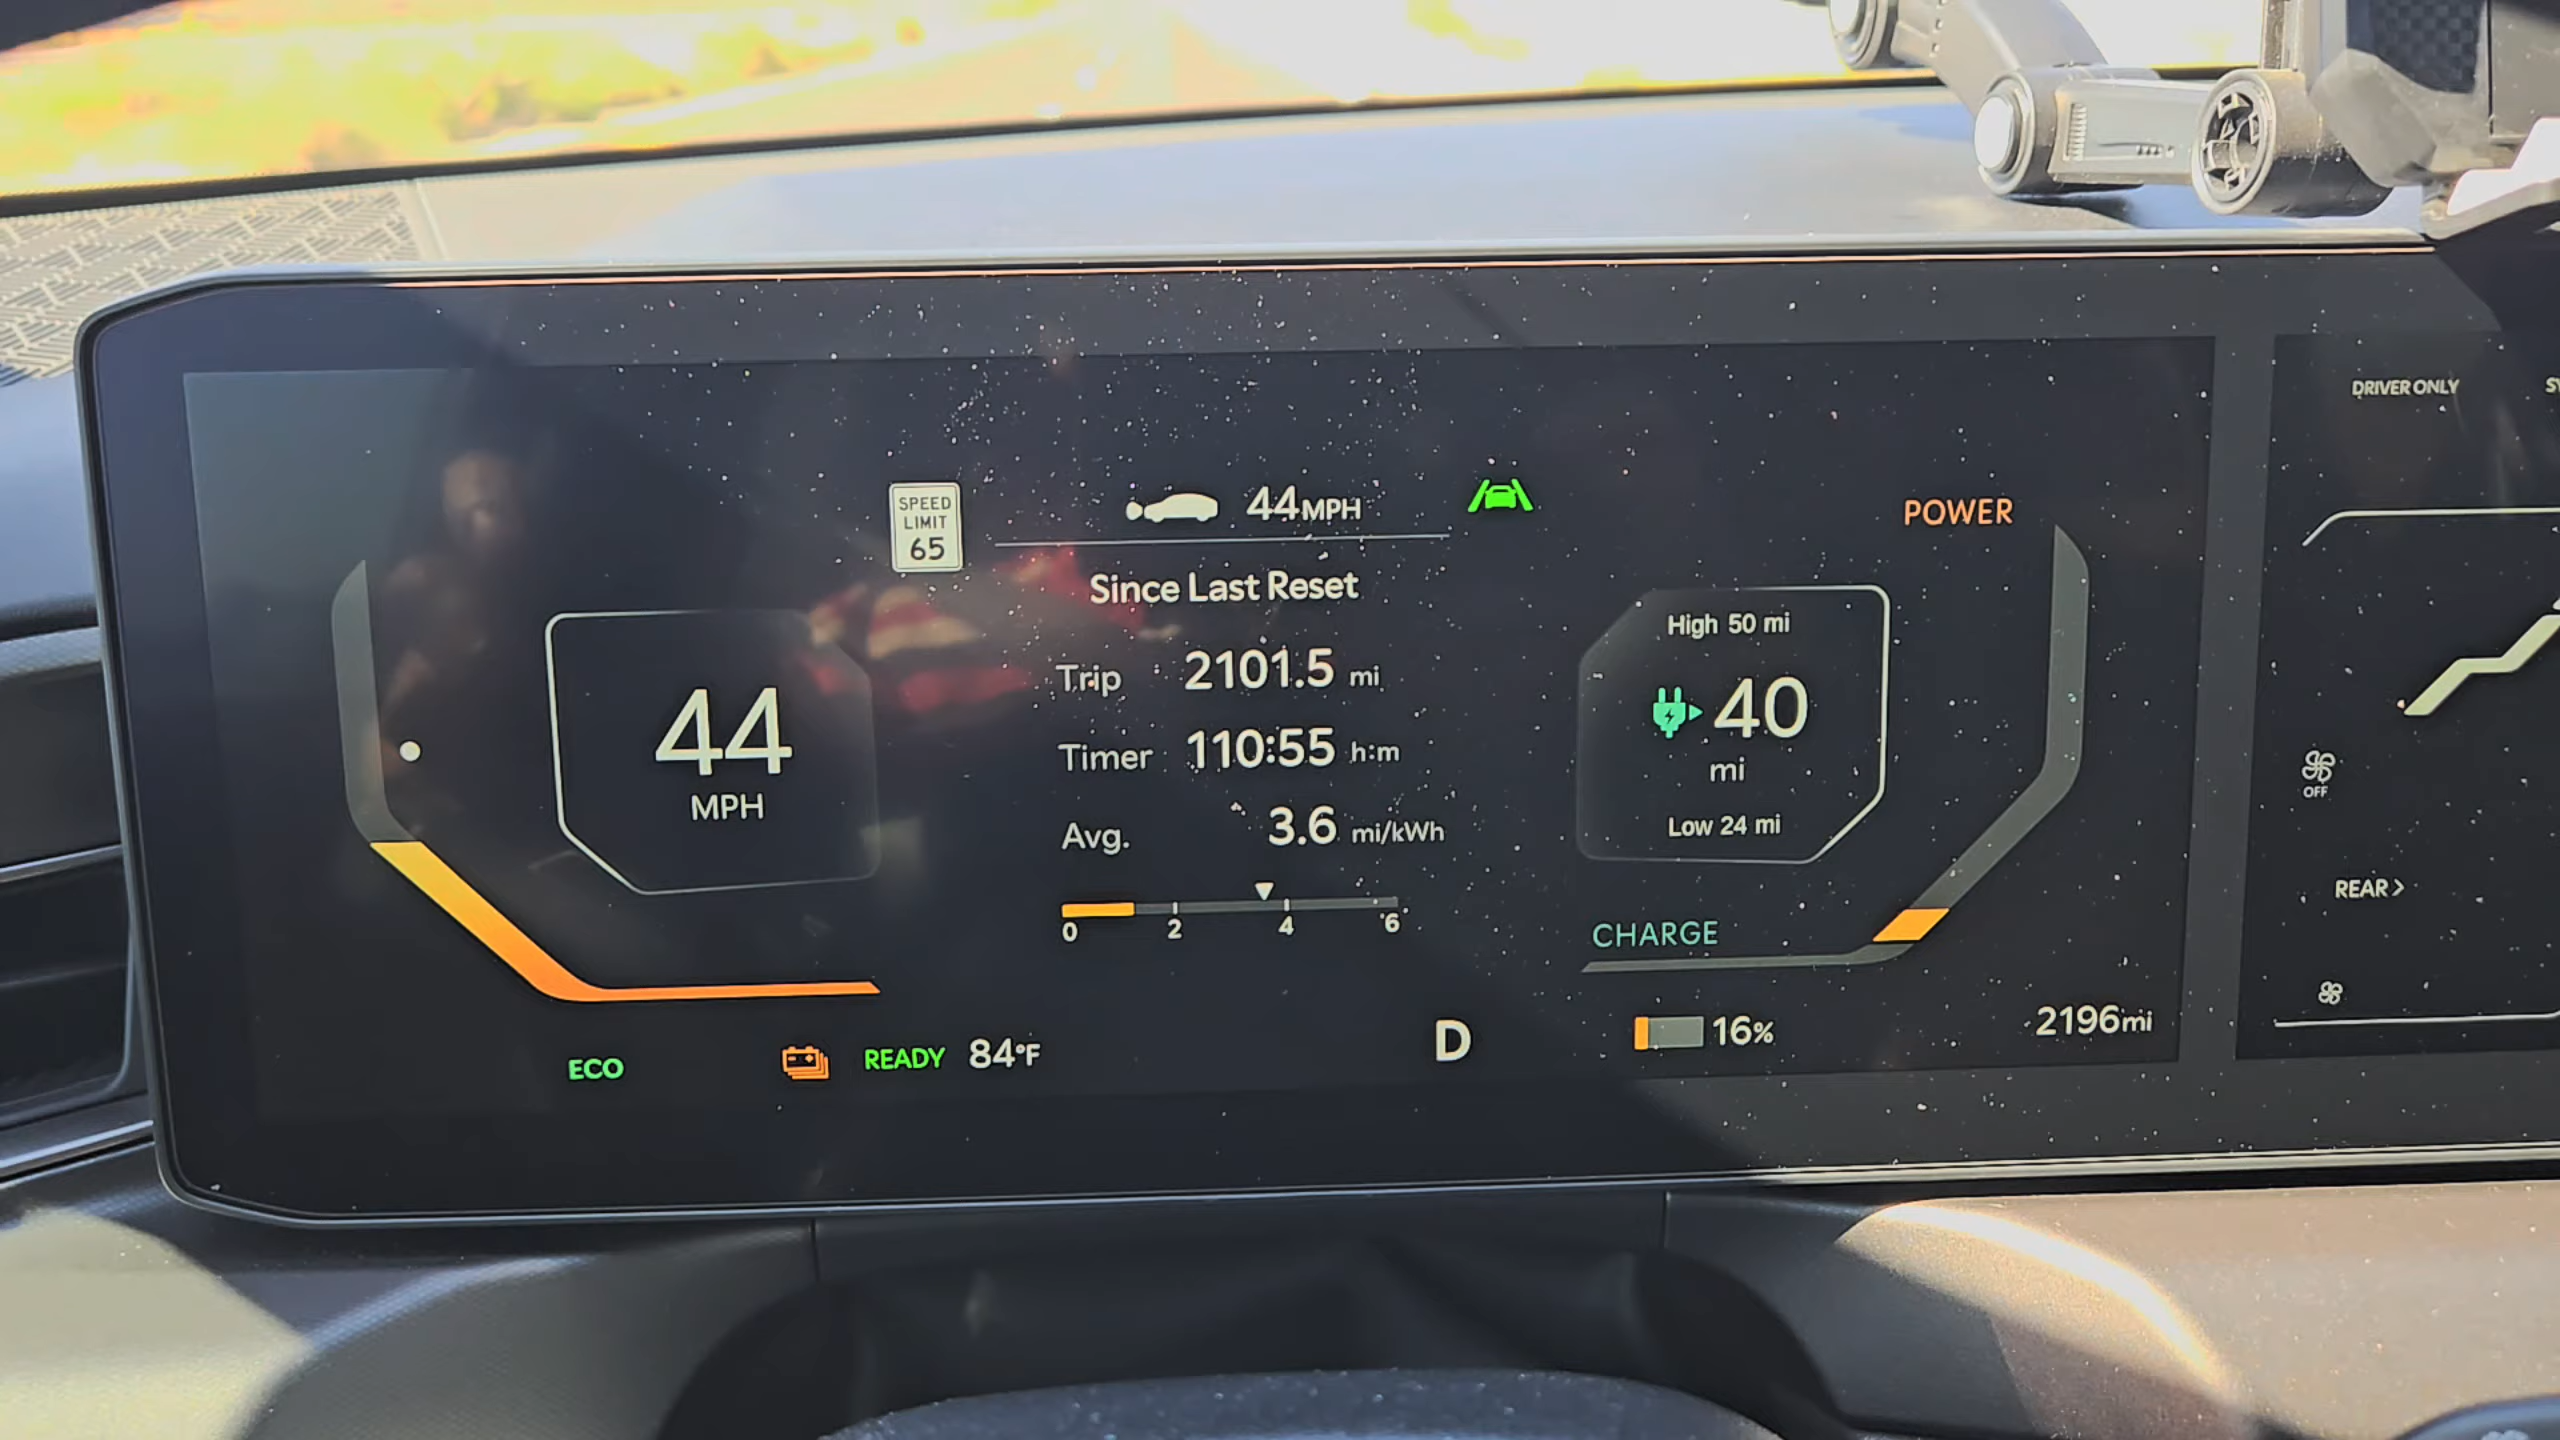 DRIVER ONLY
SPEED
LIMIT
65
44MPH
POWER
Since Last Reset
High 50 mi
Trip 2101.5 mi
44
MPH
40
mi
Timer 110:55 h:m
OFF
Low 24 mi
Avg. 3.6 mi/kWh
REAR >
0 2 4 6
CHARGE
ECO
READY 84°F
D
16%
2196mi